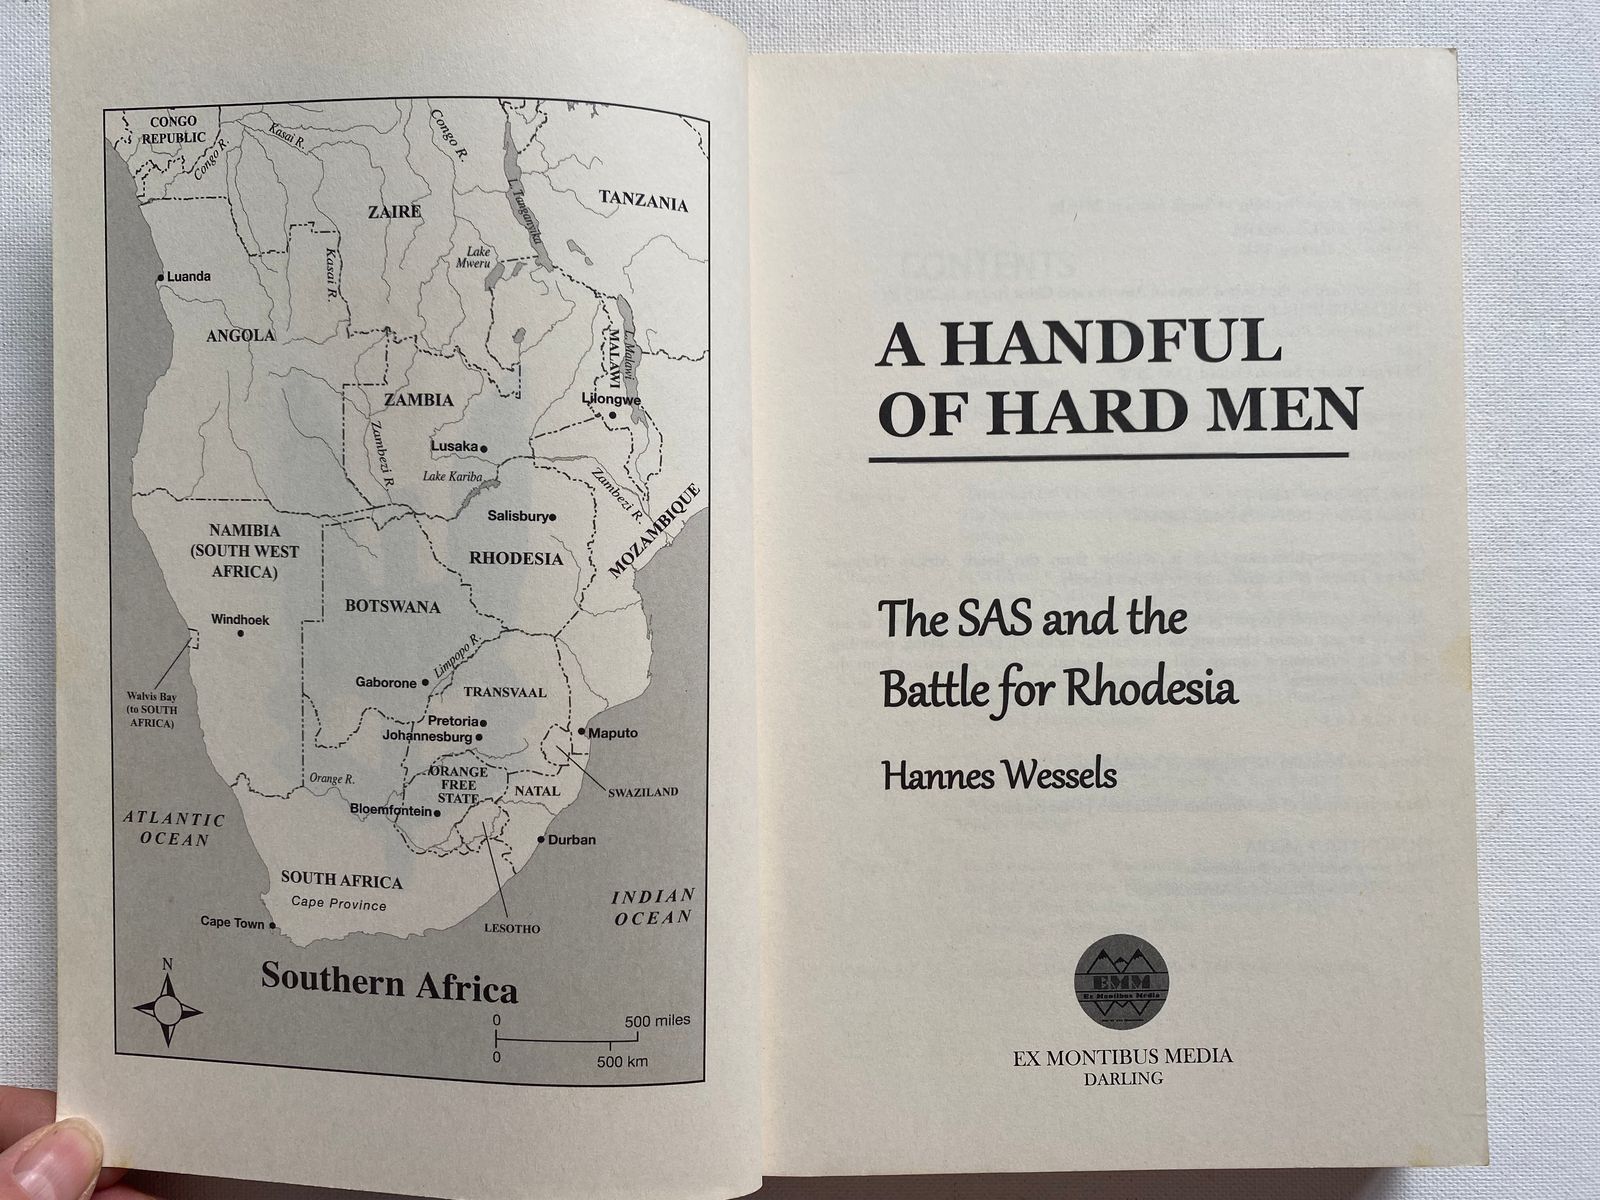 CONGO
REPUBLIC
Kasai R.
Congo R.
Congo R.
ZAIRE
TANZANIA
L. Tanganyika
Lake
Mweru
Kasai R.
Luanda
ANGOLA
MALAWI
L. Malawi
ZAMBIA
Lilongwe
Lusaka
Zambezi R.
Lake Kariba
Zambezi R.
MOZAMBIQUE
Salisbury
NAMIBIA
(SOUTH WEST
AFRICA)
RHODESIA
BOTSWANA
Windhoek
Limpopo R.
Gaborone
TRANSVAAL
Walvis Bay
(to SOUTH
AFRICA)
Pretoria
Johannesburg
Maputo
Orange R.
ORANGE
FREE
STATE
NATAL
SWAZILAND
Bloemfontein
ATLANTIC
OCEAN
Durban
SOUTH AFRICA
Cape Province
INDIAN
OCEAN
Cape Town
LESOTHO
N
Southern Africa
0 500 miles
0 500 km
A HANDFUL
OF HARD MEN
The SAS and the
Battle for Rhodesia
Hannes Wessels
EMM
Ex Montibus Media
EX MONTIBUS MEDIA
DARLING